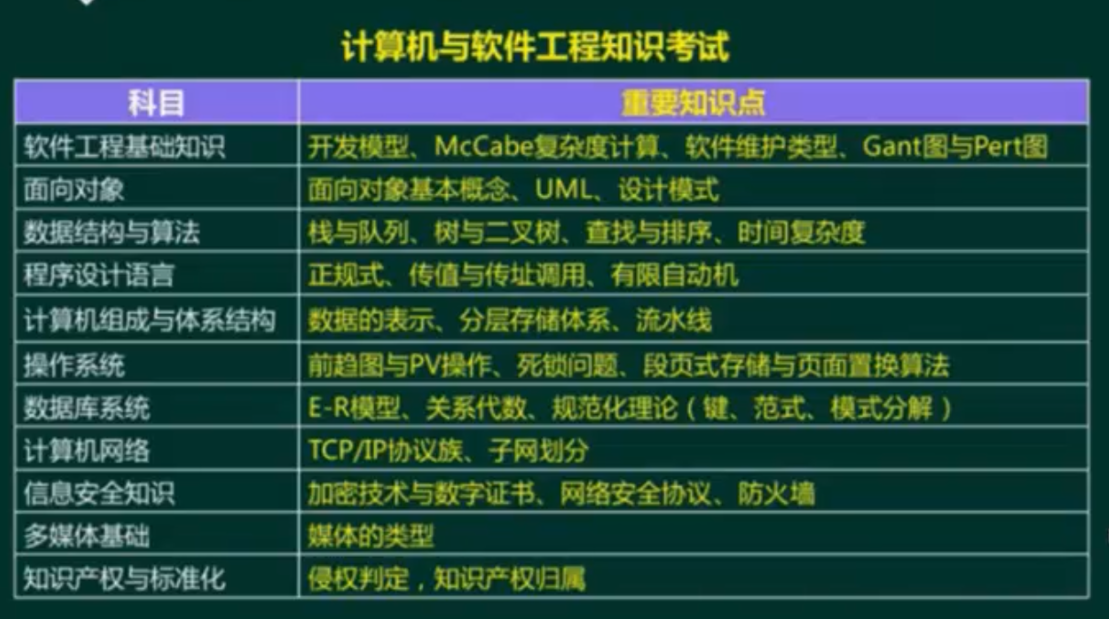 计算机与软件工程知识考试
科目 重要知识点
软件工程基础知识 开发模型、McCabe复杂度计算、软件维护类型、Gant图与Pert图
面向对象 面向对象基本概念、UML、设计模式
数据结构与算法 栈与队列、树与二叉树、查找与排序、时间复杂度
程序设计语言 正规式、传值与传址调用、有限自动机
计算机组成与体系结构 数据的表示、分层存储体系、流水线
操作系统 前趋图与PV操作、死锁问题、段页式存储与页面置换算法
数据库系统 E-R模型、关系代数、规范化理论（键、范式、模式分解）
计算机网络 TCP/IP协议族、子网划分
信息安全知识 加密技术与数字证书、网络安全协议、防火墙
多媒体基础 媒体的类型
知识产权与标准化 侵权判定，知识产权归属